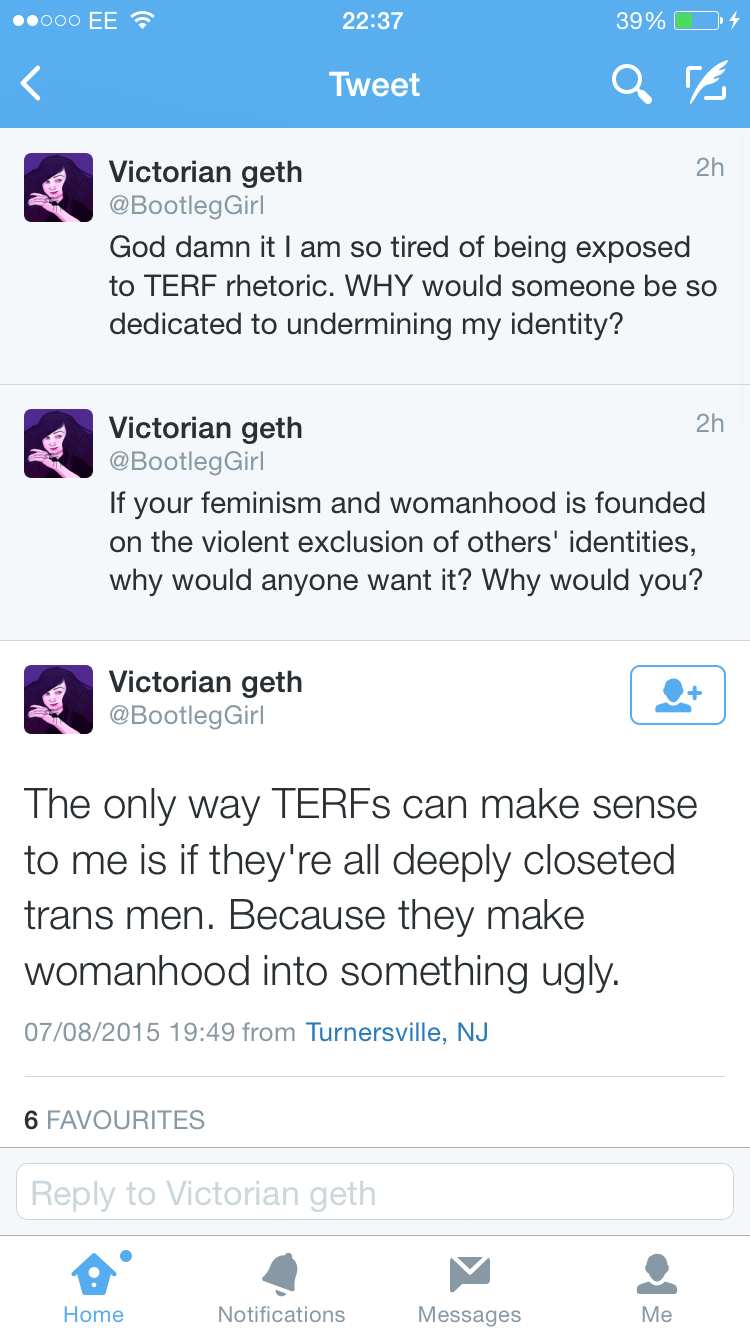 EE 22:37 39%
Tweet
Victorian geth 2h
@BootlegGirl
God damn it I am so tired of being exposed
to TERF rhetoric. WHY would someone be so
dedicated to undermining my identity?
Victorian geth 2h
@BootlegGirl
If your feminism and womanhood is founded
on the violent exclusion of others' identities,
why would anyone want it? Why would you?
Victorian geth
@BootlegGirl
The only way TERFs can make sense
to me is if they're all deeply closeted
trans men. Because they make
womanhood into something ugly.
07/08/2015 19:49 from Turnersville, NJ
6 FAVOURITES
Reply to Victorian geth
Home Notifications Messages Me